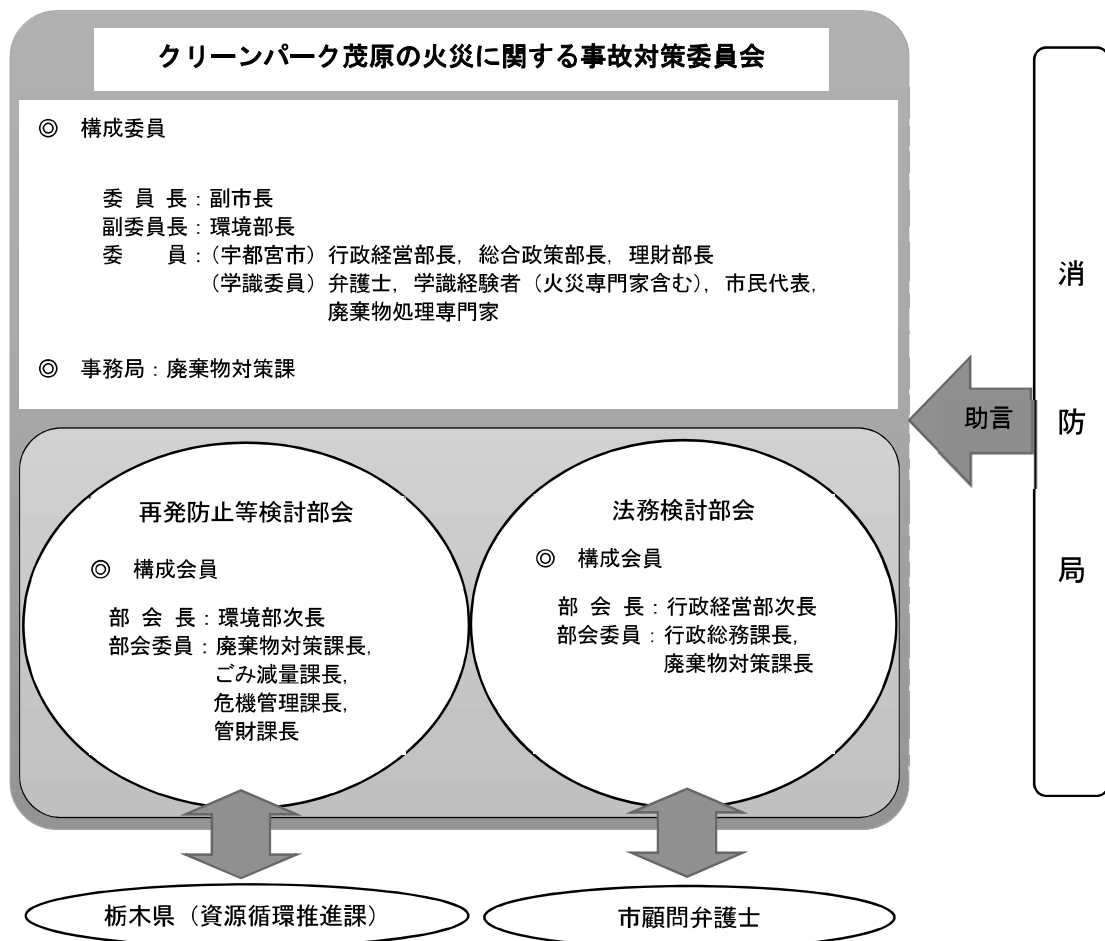 クリーンパーク茂原の火災に関する事故対策委員会
◎ 構成委員
委 員 長：副市長
副委員長：環境部長
委　　員：（宇都宮市）行政経営部長，総合政策部長，理財部長
（学識委員）弁護士，学識経験者（火災専門家含む），市民代表，
廃棄物処理専門家
◎ 事務局：廃棄物対策課
再発防止等検討部会
◎ 構成会員
部 会 長：環境部次長
部会委員：廃棄物対策課長，
ごみ減量課長，
危機管理課長，
管財課長
法務検討部会
◎ 構成会員
部 会 長：行政経営部次長
部会委員：行政総務課長，
廃棄物対策課長
助言
消防局
栃木県（資源循環推進課）
市顧問弁護士